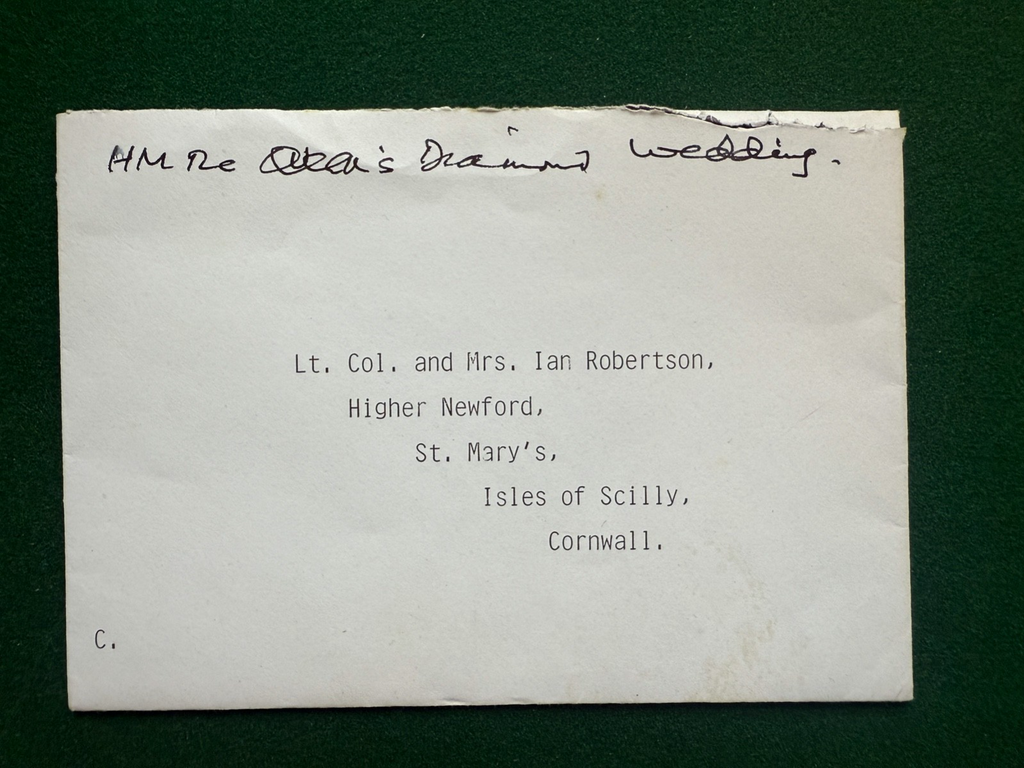 HM The Queen's Diamond Wedding.
Lt. Col. and Mrs. Ian Robertson,
Higher Newford,
St. Mary's,
Isles of Scilly,
Cornwall.
C.